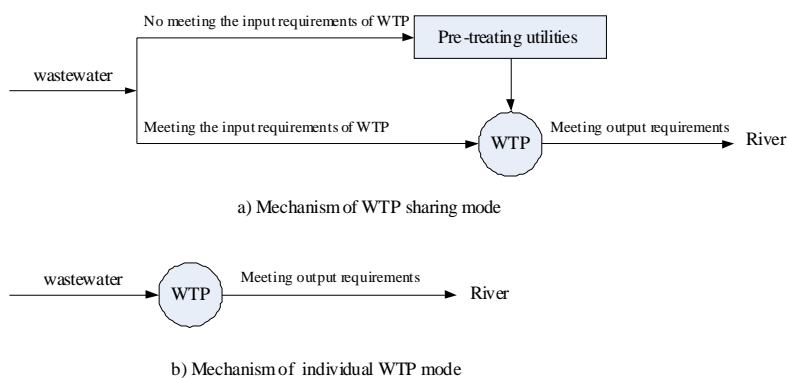 No meeting the input requirements of WTP
Pre-treating utilities
wastewater
Meeting the input requirements of WTP
WTP
Meeting output requirements
River
a) Mechanism of WTP sharing mode
wastewater
WTP
Meeting output requirements
River
b) Mechanism of individual WTP mode